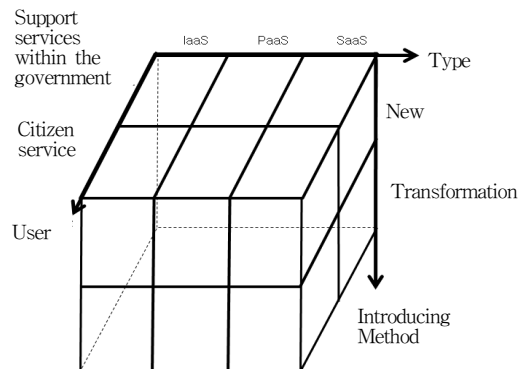 Support
services
within the
government
IaaS PaaS SaaS
Type
New
Citizen
service
Transformation
User
Introducing
Method